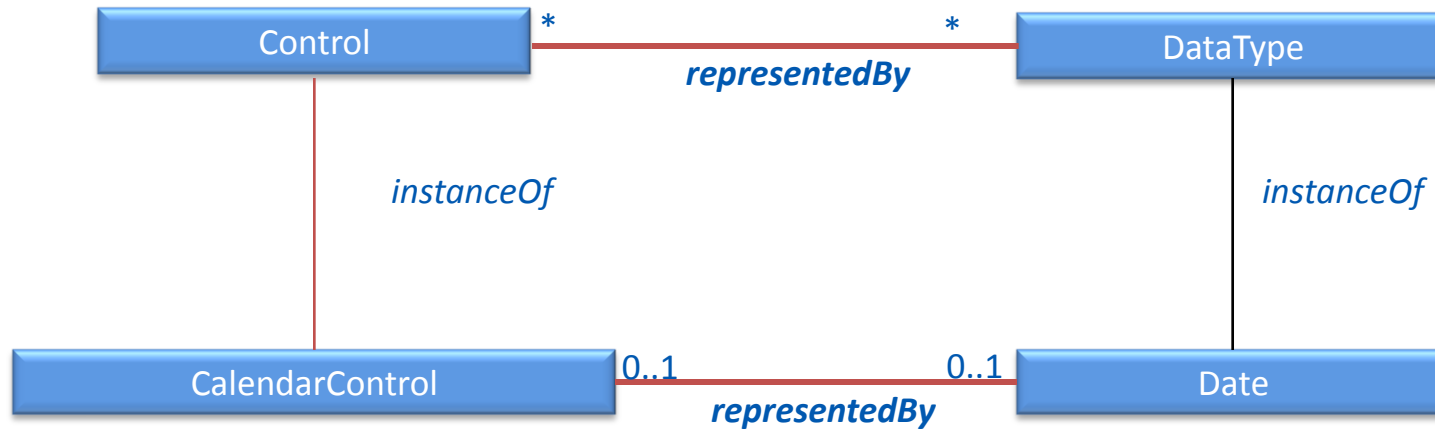 Control * * DataType
representedBy
instanceOf instanceOf
CalendarControl 0..1 0..1 Date
representedBy